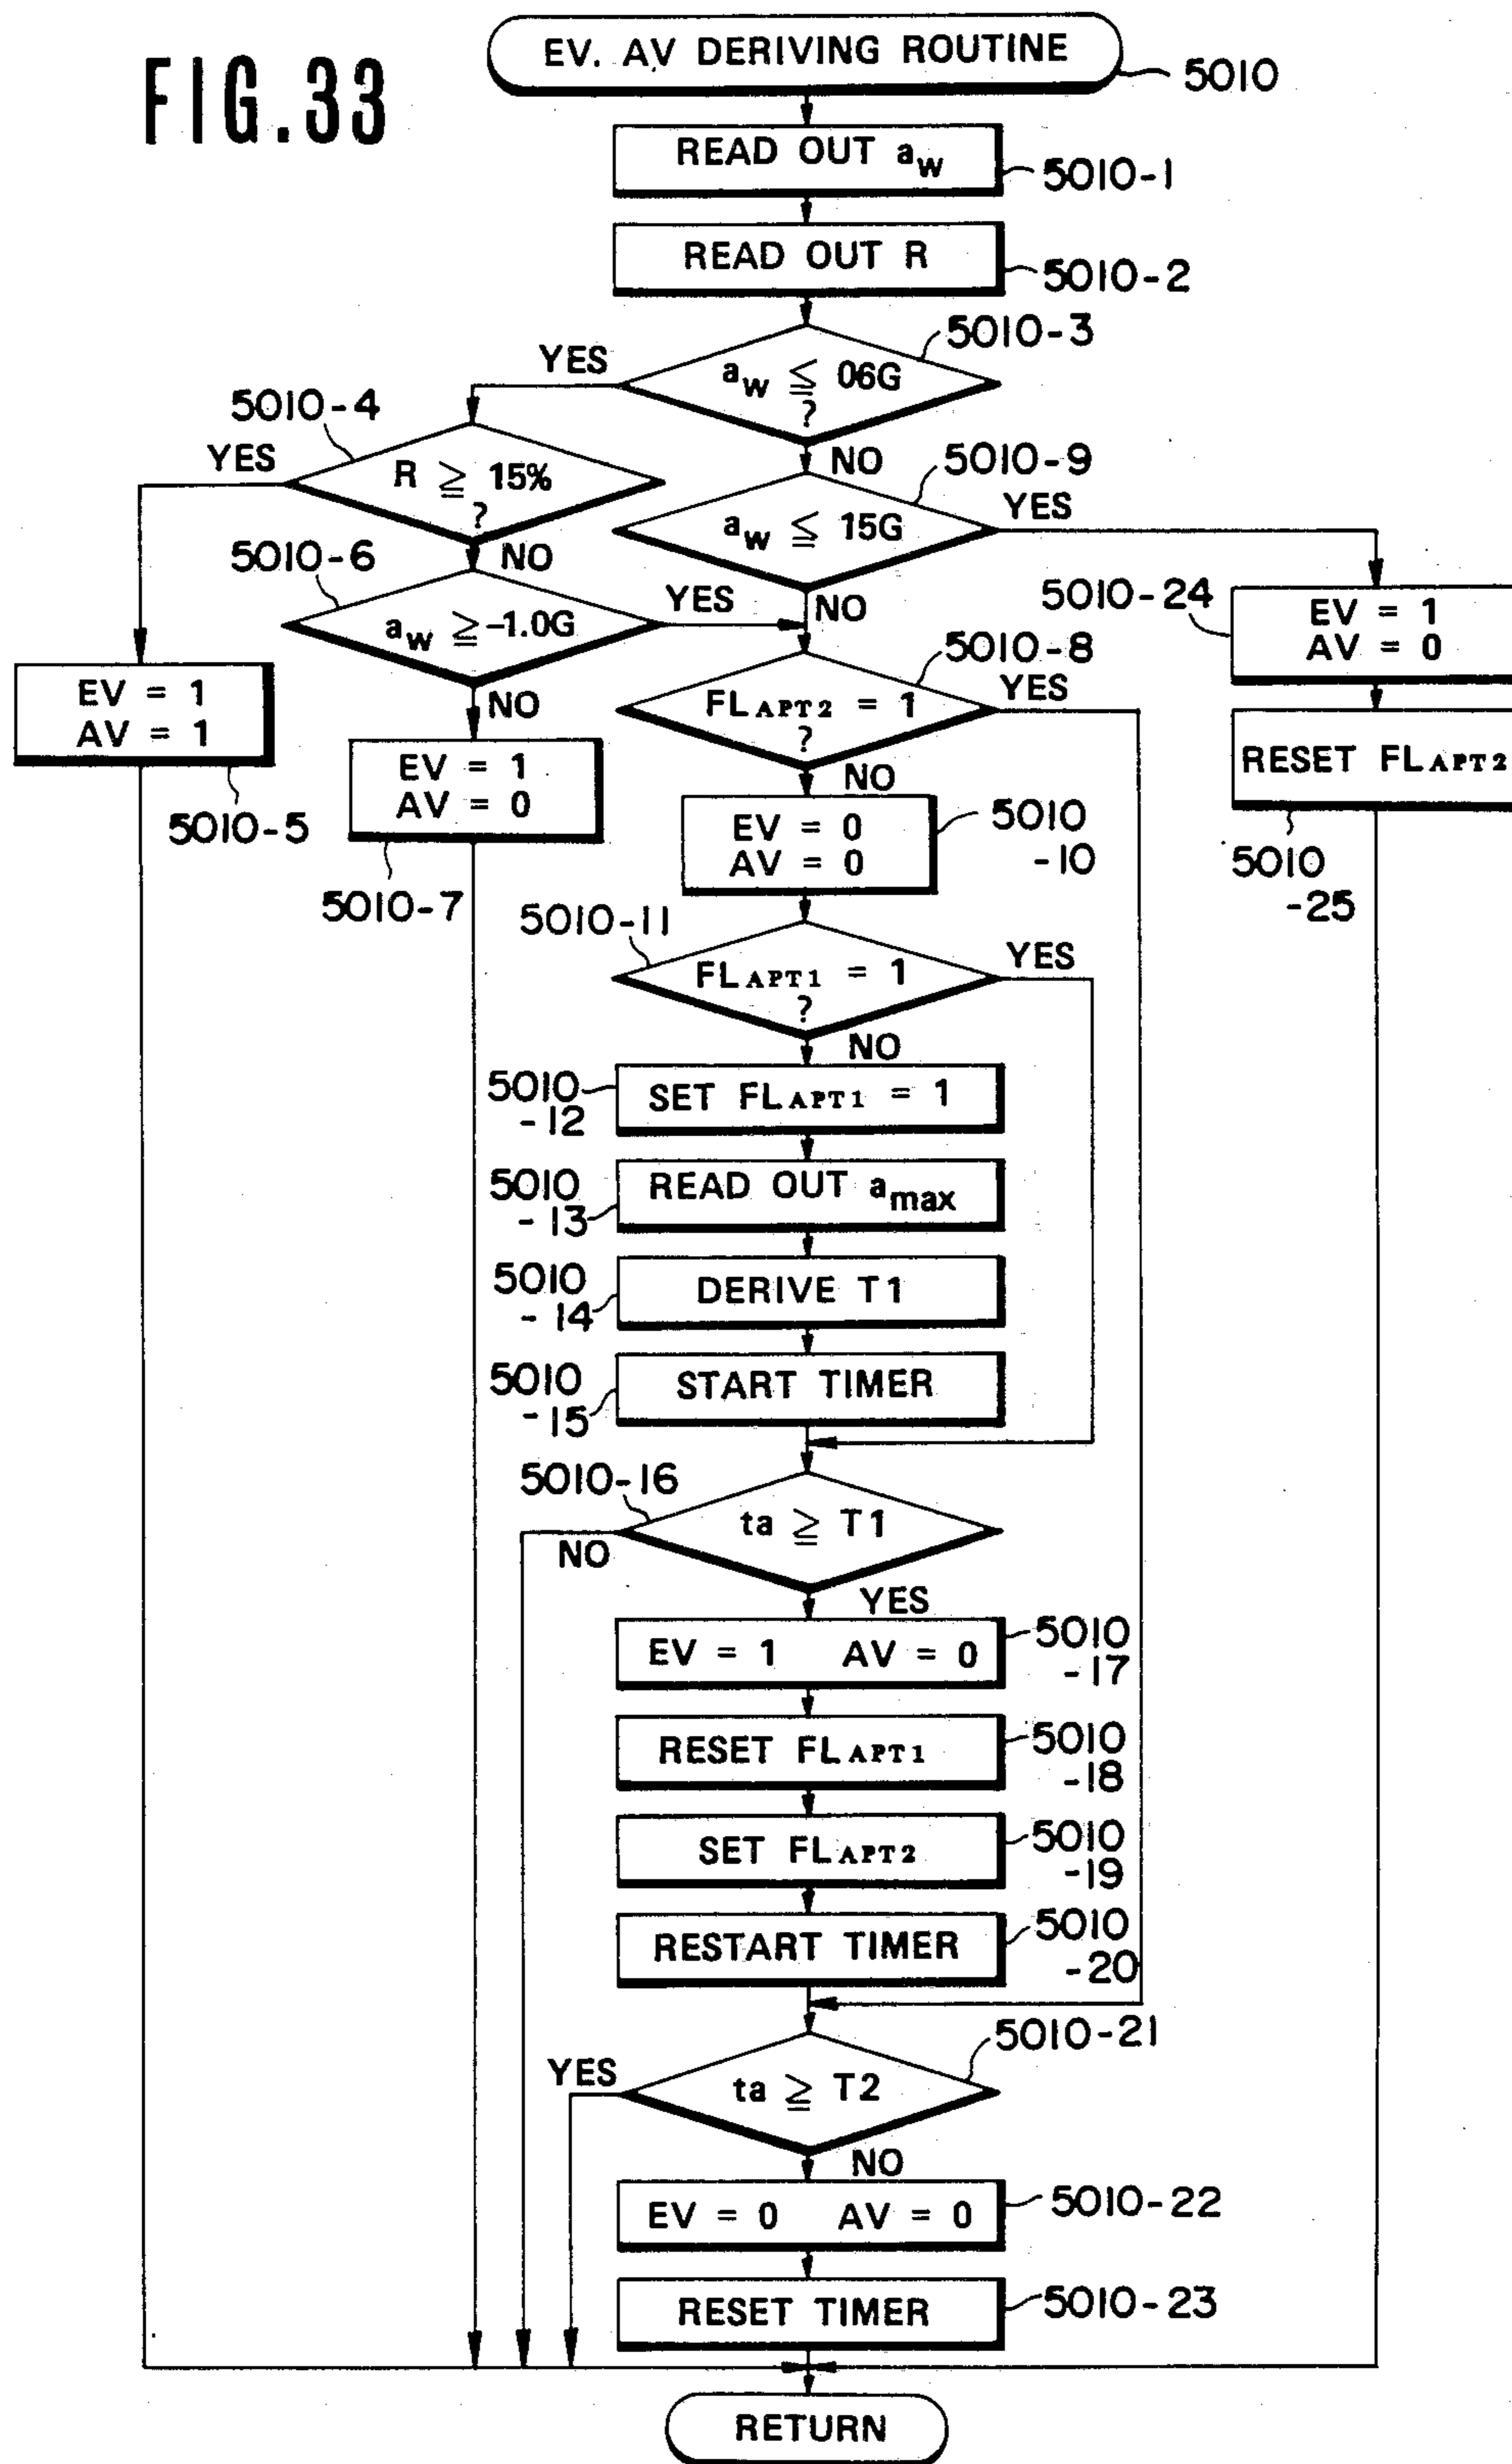 FIG.33
EV. AV DERIVING ROUTINE
5010
READ OUT aw
5010-1
READ OUT R
5010-2
5010-3
YES
aw ≦ 06G
?
5010-4
YES
R ≧ 15%
?
NO
5010-9
YES
aw ≦ 15G
5010-6
NO
YES
aw ≧ -1.0G
NO
5010-24
EV = 1
AV = 0
5010-8
YES
FLAPT2 = 1
?
EV = 1
AV = 1
5010-5
NO
EV = 1
AV = 0
5010-7
RESET FLAPT2
5010
-25
NO
EV = 0
AV = 0
5010
-10
5010-11
YES
FLAPT1 = 1
?
NO
5010
-12
SET FLAPT1 = 1
5010
-13
READ OUT amax
5010
-14
DERIVE T1
5010
-15
START TIMER
5010-16
ta ≧ T1
NO
YES
EV = 1 AV = 0
5010
-17
RESET FLAPT1
5010
-18
SET FLAPT2
5010
-19
RESTART TIMER
5010
-20
5010-21
YES
ta ≧ T2
NO
EV = 0 AV = 0
5010-22
RESET TIMER
5010-23
RETURN